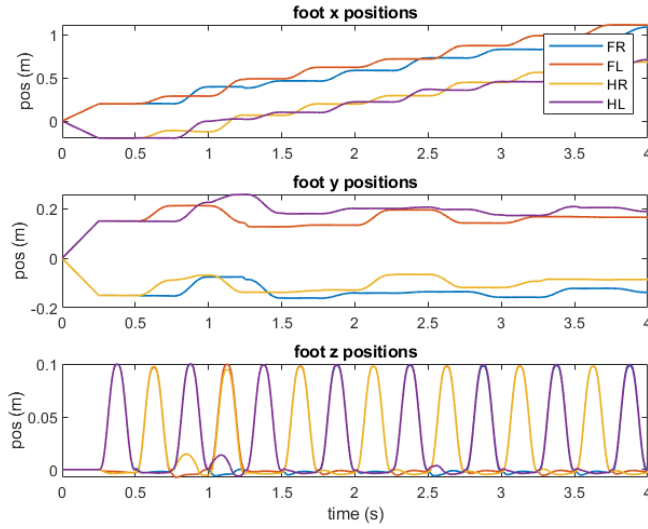 foot x positions
pos (m)
1
0.5
0
0 0.5 1 1.5 2 2.5 3 3.5 4
FR
FL
HR
HL
foot y positions
pos (m)
0.2
0
-0.2
0 0.5 1 1.5 2 2.5 3 3.5 4
foot z positions
pos (m)
0.1
0.05
0
0 0.5 1 1.5 2 2.5 3 3.5 4
time (s)